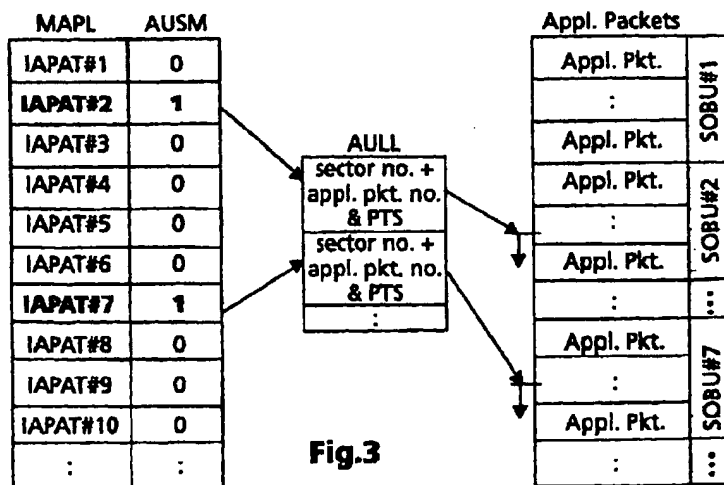 MAPL AUSM
IAPAT#1 0
IAPAT#2 1
IAPAT#3 0
IAPAT#4 0
IAPAT#5 0
IAPAT#6 0
IAPAT#7 1
IAPAT#8 0
IAPAT#9 0
IAPAT#10 0
: :
AULL
sector no. +
appl. pkt. no.
& PTS
sector no. +
appl. pkt. no.
& PTS
:
Appl. Packets
Appl. Pkt.
:
Appl. Pkt.
SOBU#1
Appl. Pkt.
:
Appl. Pkt.
SOBU#2
:
...
Appl. Pkt.
:
Appl. Pkt.
SOBU#7
:
...
Fig.3